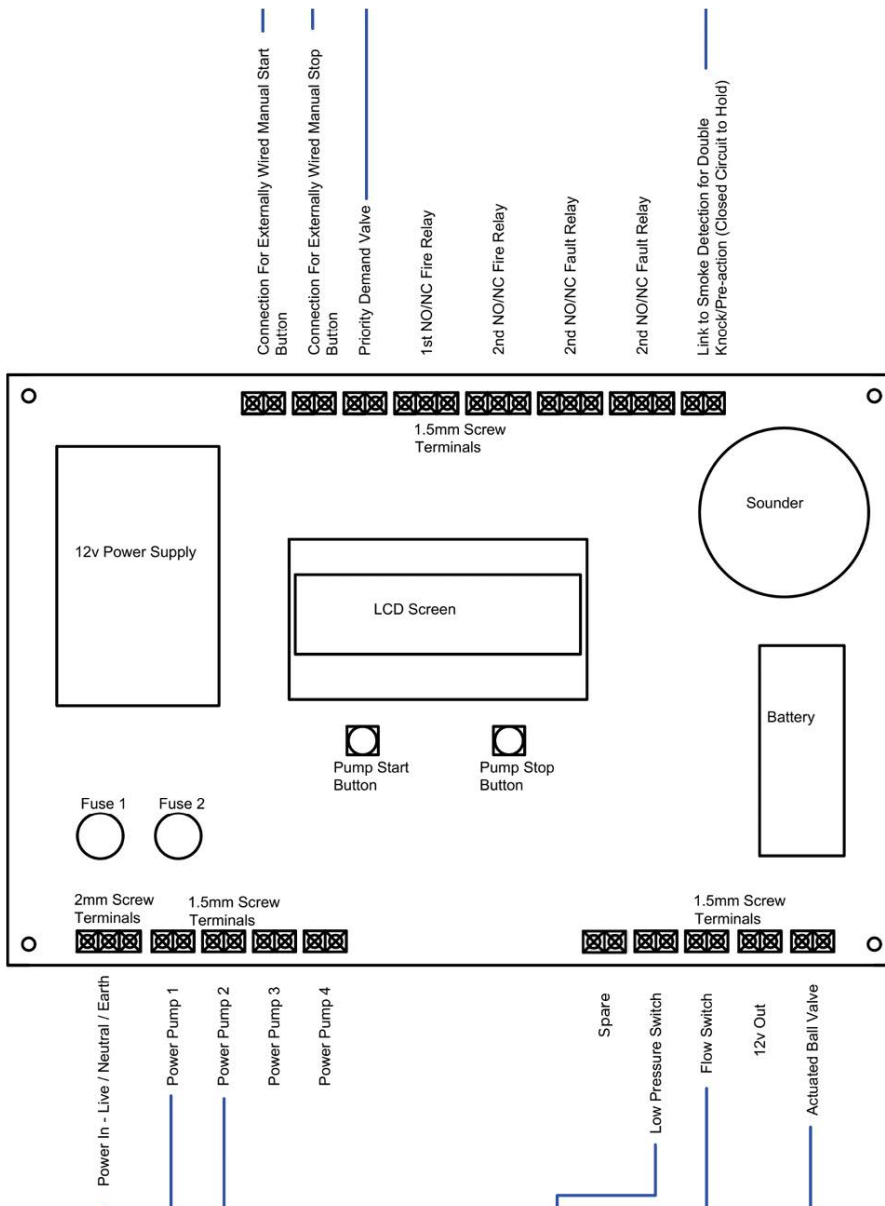 Connection For Externally Wired Manual Start
Button
Connection For Externally Wired Manual Stop
Button
Priority Demand Valve
1st NO/NC Fire Relay
2nd NO/NC Fire Relay
2nd NO/NC Fault Relay
2nd NO/NC Fault Relay
Link to Smoke Detection for Double
Knock/Pre-action (Closed Circuit to Hold)
1.5mm Screw
Terminals
12v Power Supply
LCD Screen
Sounder
Battery
Pump Start
Button
Pump Stop
Button
Fuse 1
Fuse 2
2mm Screw
Terminals
1.5mm Screw
Terminals
1.5mm Screw
Terminals
Power In - Live / Neutral / Earth
Power Pump 1
Power Pump 2
Power Pump 3
Power Pump 4
Spare
Low Pressure Switch
Flow Switch
12v Out
Actuated Ball Valve